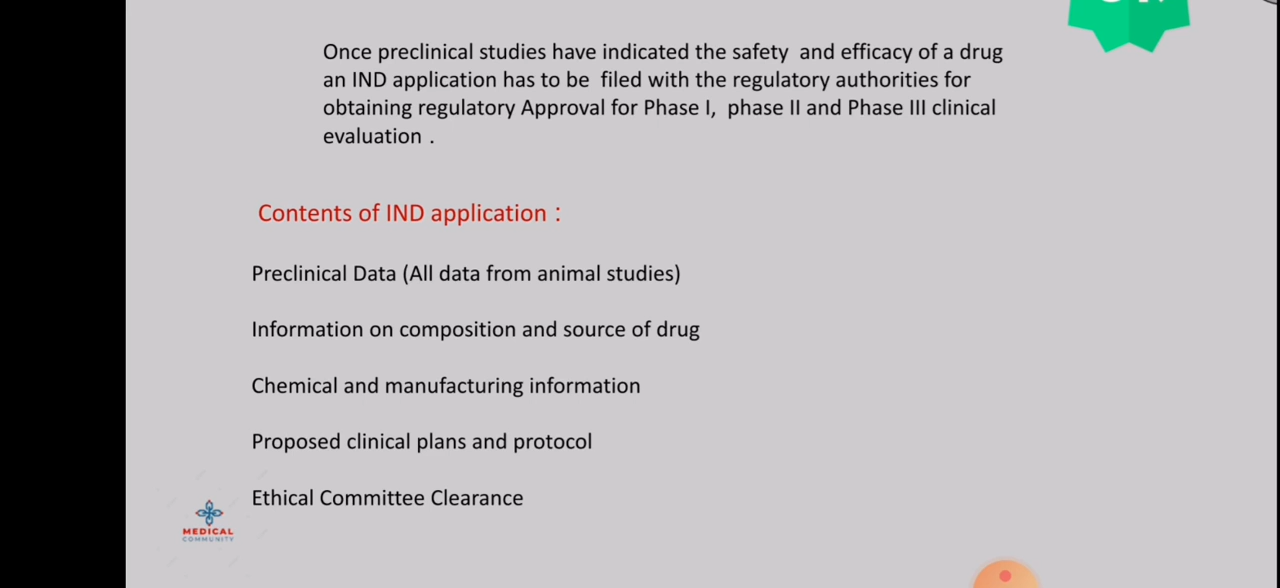 Once preclinical studies have indicated the safety and efficacy of a drug
an IND application has to be filed with the regulatory authorities for
obtaining regulatory Approval for Phase I, phase II and Phase III clinical
evaluation .
Contents of IND application :
Preclinical Data (All data from animal studies)
Information on composition and source of drug
Chemical and manufacturing information
Proposed clinical plans and protocol
Ethical Committee Clearance
MEDICAL
COMMUNITY